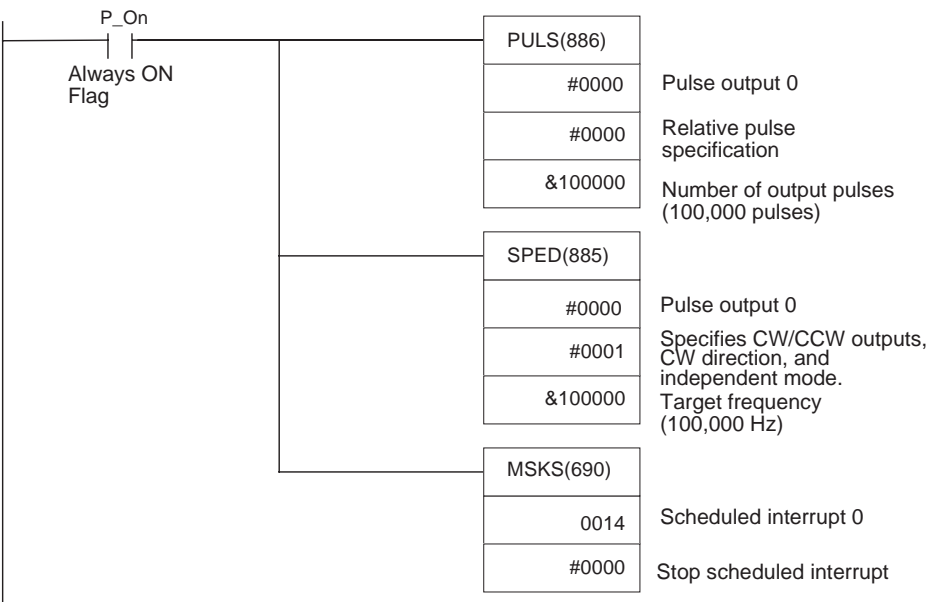 P_On
Always ON
Flag
PULS(886)
#0000 Pulse output 0
#0000 Relative pulse
specification
&100000 Number of output pulses
(100,000 pulses)
SPED(885)
#0000 Pulse output 0
#0001 Specifies CW/CCW outputs,
CW direction, and
independent mode.
&100000 Target frequency
(100,000 Hz)
MSKS(690)
0014 Scheduled interrupt 0
#0000 Stop scheduled interrupt